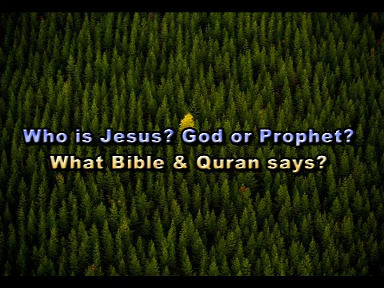 Who is Jesus? God or Prophet?
What Bible & Quran says?